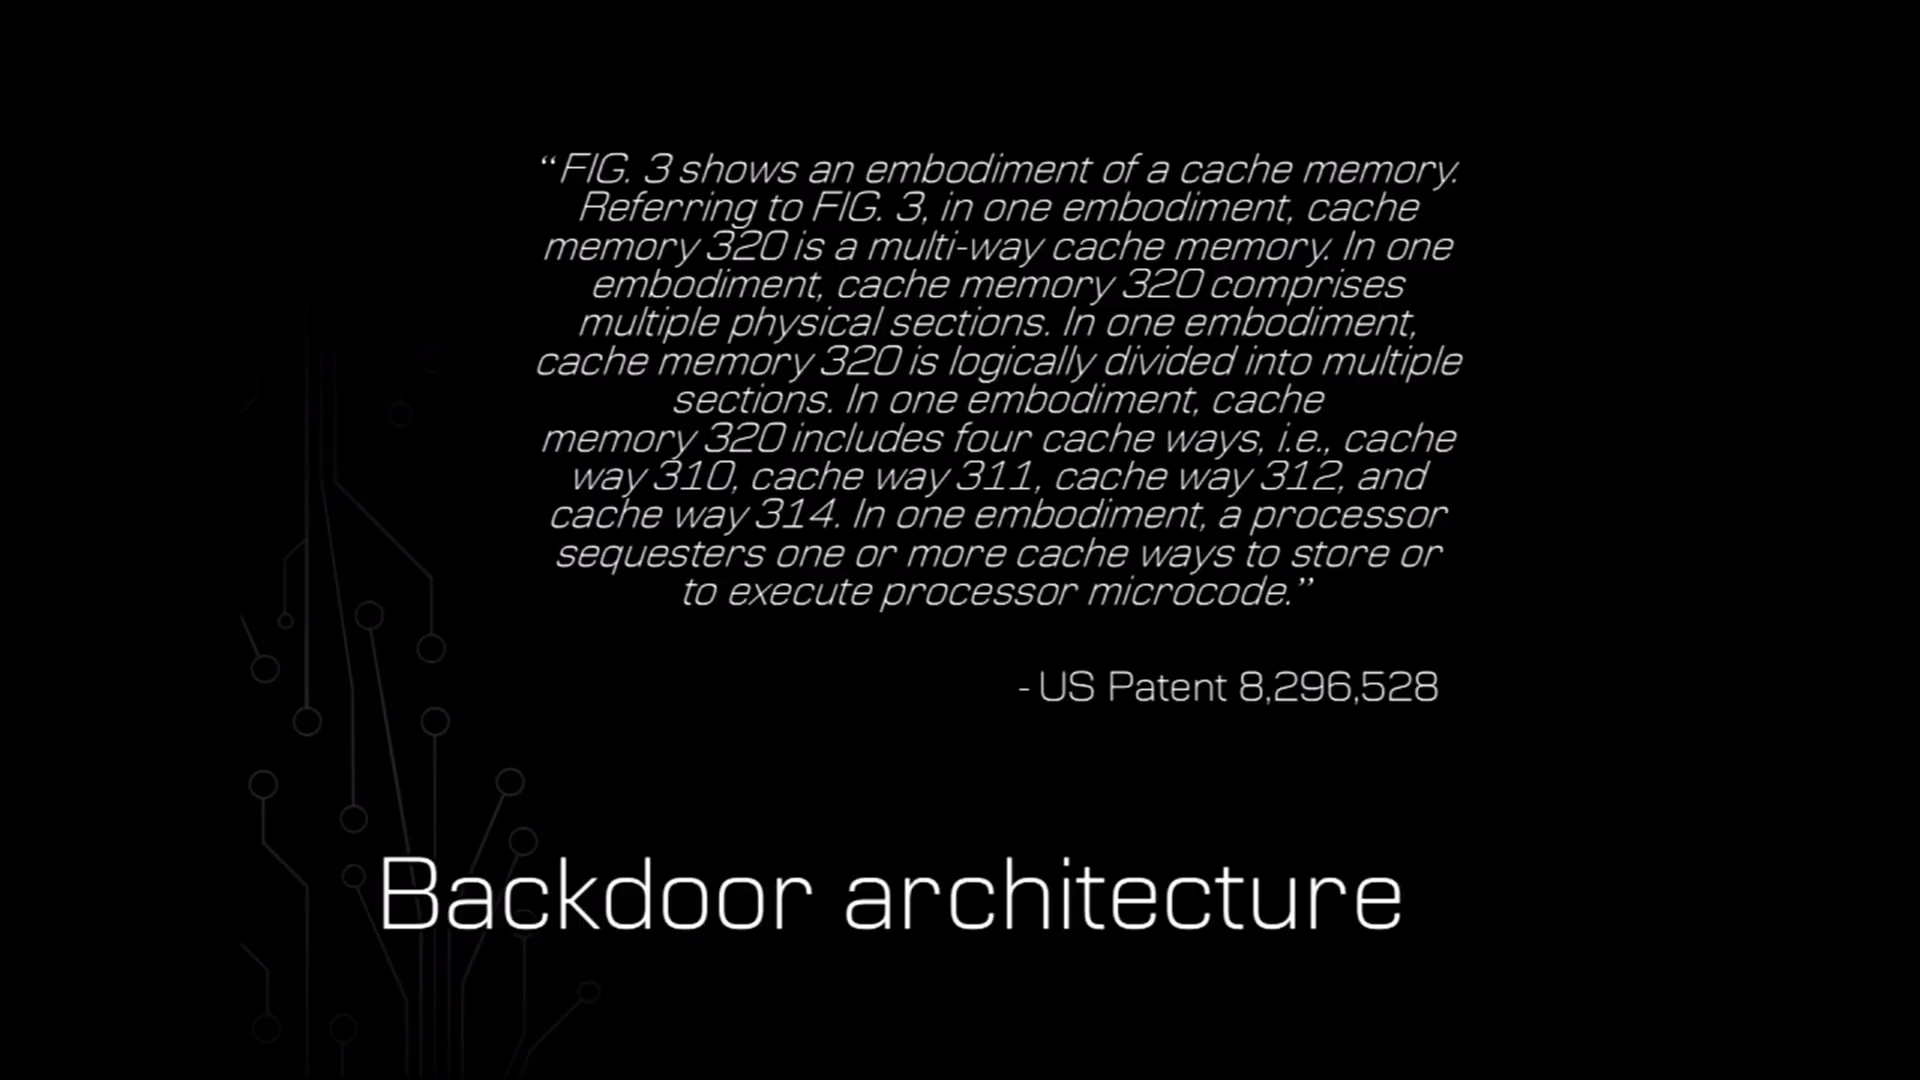 “FIG. 3 shows an embodiment of a cache memory.
Referring to FIG. 3, in one embodiment, cache
memory 320 is a multi-way cache memory. In one
embodiment, cache memory 320 comprises
multiple physical sections. In one embodiment,
cache memory 320 is logically divided into multiple
sections. In one embodiment, cache
memory 320 includes four cache ways, i.e., cache
way 310, cache way 311, cache way 312, and
cache way 314. In one embodiment, a processor
sequesters one or more cache ways to store or
to execute processor microcode.”
- US Patent 8,296,528
Backdoor architecture